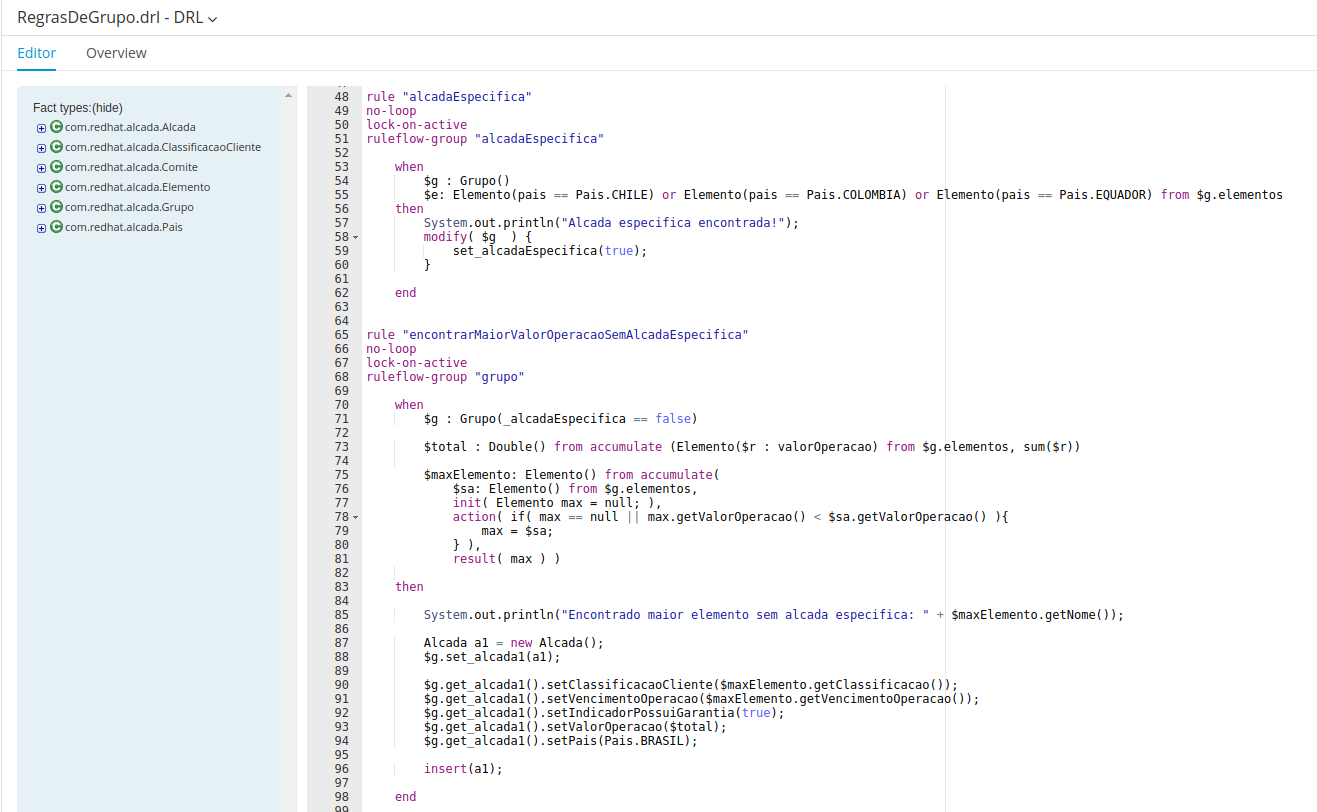 RegrasDeGrupo.drl - DRL
Editor Overview
Fact types:(hide)
com.redhat.alcada.Alcada
com.redhat.alcada.ClassificacaoCliente
com.redhat.alcada.Comite
com.redhat.alcada.Elemento
com.redhat.alcada.Grupo
com.redhat.alcada.Pais
48 rule "alcadaEspecifica"
49 no-loop
50 lock-on-active
51 ruleflow-group "alcadaEspecifica"
52
53     when
54         $g : Grupo()
55         $e: Elemento(pais == Pais.CHILE) or Elemento(pais == Pais.COLOMBIA) or Elemento(pais == Pais.EQUADOR) from $g.elementos
56     then
57         System.out.println("Alcada especifica encontrada!");
58         modify( $g  ) {
59             set_alcadaEspecifica(true);
60         }
61
62     end
63
64
65 rule "encontrarMaiorValorOperacaoSemAlcadaEspecifica"
66 no-loop
67 lock-on-active
68 ruleflow-group "grupo"
69
70     when
71         $g : Grupo(_alcadaEspecifica == false)
72
73         $total : Double() from accumulate (Elemento($r : valorOperacao) from $g.elementos, sum($r))
74
75         $maxElemento: Elemento() from accumulate(
76             $sa: Elemento() from $g.elementos,
77             init( Elemento max = null; ),
78             action( if( max == null || max.getValorOperacao() < $sa.getValorOperacao() ){
79                 max = $sa;
80             } ),
81             result( max ) )
82
83     then
84
85         System.out.println("Encontrado maior elemento sem alcada especifica: " + $maxElemento.getNome());
86
87         Alcada a1 = new Alcada();
88         $g.set_alcada1(a1);
89
90         $g.get_alcada1().setClassificacaoCliente($maxElemento.getClassificacao());
91         $g.get_alcada1().setVencimentoOperacao($maxElemento.getVencimentoOperacao());
92         $g.get_alcada1().setIndicadorPossuiGarantia(true);
93         $g.get_alcada1().setValorOperacao($total);
94         $g.get_alcada1().setPais(Pais.BRASIL);
95
96         insert(a1);
97
98     end